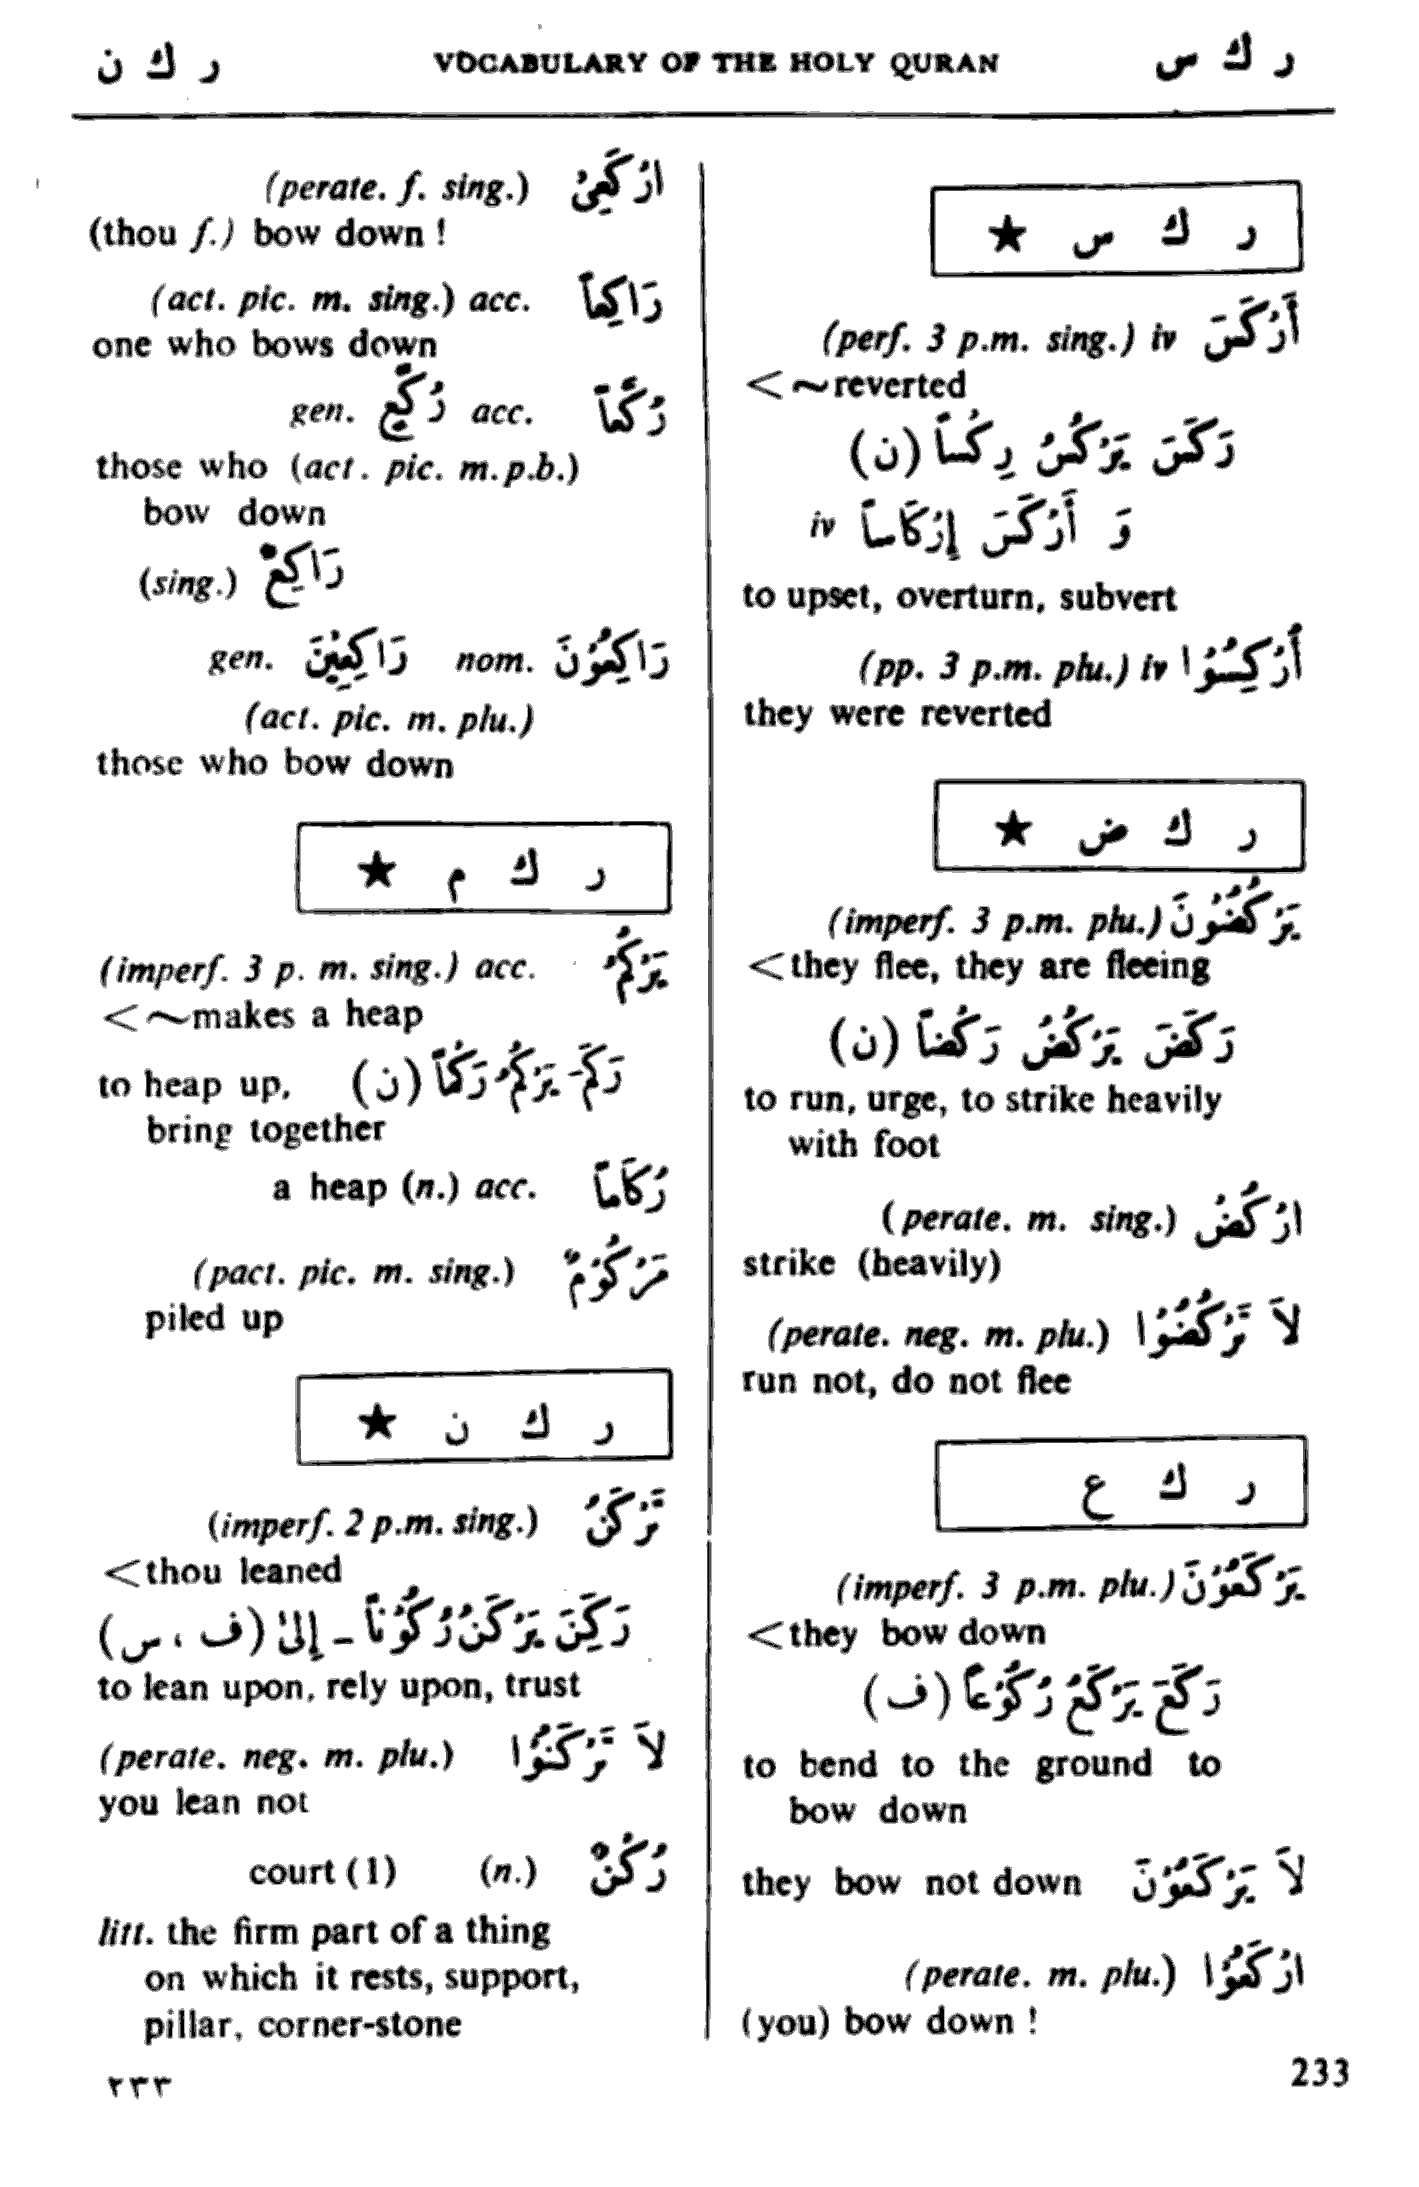 ر ك ن VOCABULARY OF THE HOLY QURAN ر ك س
ر ك س ★
أَرْكَسَ (perf. 3 p.m. sing.) iv
<~reverted
رَكَسَ يَرْكُسُ رِكْساً (ن)
وَ أَرْكَسَ إِرْكَاساً iv
to upset, overturn, subvert
أُرْكِسُوْا (pp. 3 p.m. plu.) iv
they were reverted
ر ك ض ★
يَرْكُضُوْنَ (imperf. 3 p.m. plu.)
<they flee, they are fleeing
رَكَضَ يَرْكُضُ رَكْضاً (ن)
to run, urge, to strike heavily
with foot
ارْكُضْ (perate. m. sing.)
strike (heavily)
لاَ تَرْكُضُوْا (perate. neg. m. plu.)
run not, do not flee
ر ك ع
يَرْكَعُوْنَ (imperf. 3 p.m. plu.)
<they bow down
رَكَعَ يَرْكَعُ رُكُوْعاً (ف)
to bend to the ground to
bow down
they bow not down لاَ يَرْكَعُوْنَ
ارْكَعُوْا (perate. m. plu.)
(you) bow down !
ارْكَعِيْ (perate. f. sing.)
(thou f.) bow down !
رَاكِعاً (act. pic. m. sing.) acc.
one who bows down
رُكَّعاً acc. رُكَّعٍ gen.
those who (act. pic. m.p.b.)
bow down
رَاكِعٌ (sing.)
رَاكِعُوْنَ nom. رَاكِعِيْنَ gen.
(act. pic. m. plu.)
those who bow down
ر ك م ★
يَرْكُمُ (imperf. 3 p. m. sing.) acc.
<~makes a heap
to heap up, رَكَمَ يَرْكُمُ رَكْماً (ن)
bring together
a heap (n.) acc. رُكَاماً
مَرْكُوْمٌ (pact. pic. m. sing.)
piled up
ر ك ن ★
تَرْكَنُ (imperf. 2 p.m. sing.)
<thou leaned
رَكِنَ يَرْكَنُ رُكُوْناً ـ إِلىٰ (ف ، س)
to lean upon, rely upon, trust
لاَ تَرْكَنُوْا (perate. neg. m. plu.)
you lean not
court (1) (n.) رُكْنٌ
litt. the firm part of a thing
on which it rests, support,
pillar, corner-stone
٢٣٣ 233